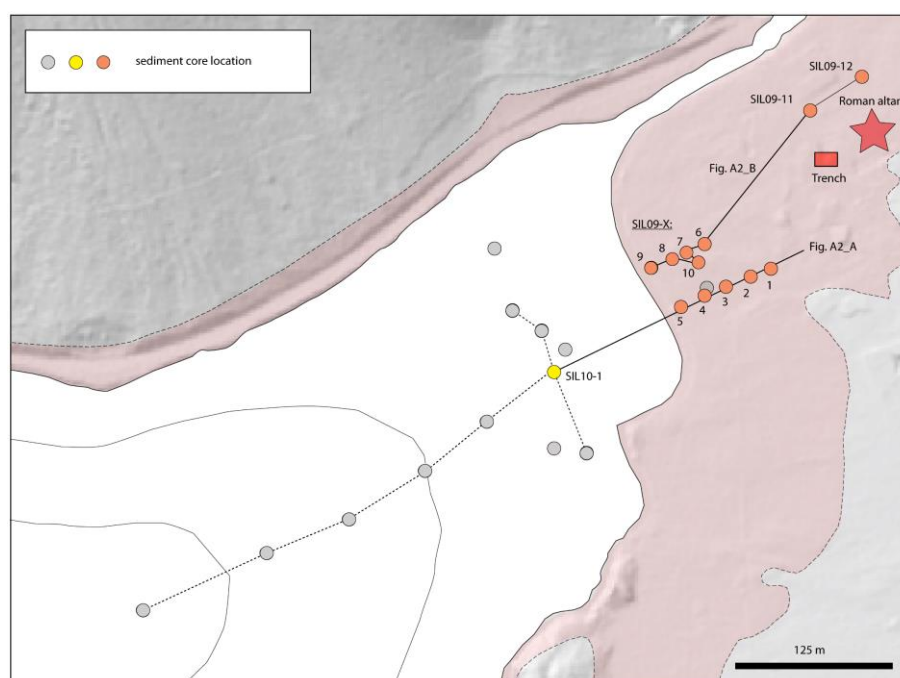 sediment core location
SIL09-12
SIL09-11
Roman altar
Fig. A2_B
Trench
SIL09-X:
6
7
8
9
10
Fig. A2_A
1
2
3
4
5
SIL10-1
125 m